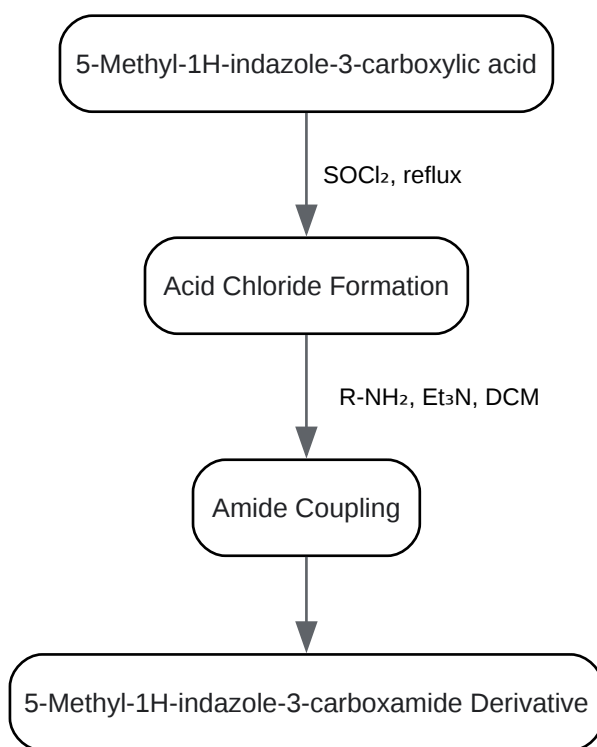 5-Methyl-1H-indazole-3-carboxylic acid
SOCl₂, reflux
Acid Chloride Formation
R-NH₂, Et₃N, DCM
Amide Coupling
5-Methyl-1H-indazole-3-carboxamide Derivative